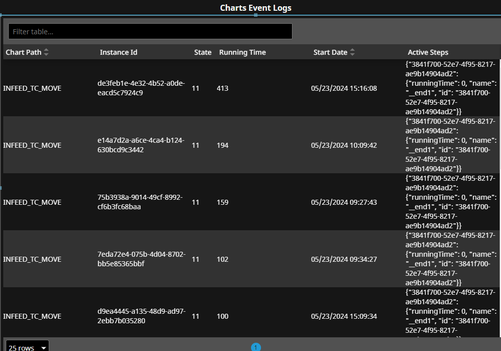 Charts Event Logs
Filter table...
Chart Path Instance Id State Running Time Start Date Active Steps
INFEED_TC_MOVE
de3feb1e-4e32-4b52-a0de-
eacd5c7924c9
11 413 05/23/2024 15:16:08
{"3841f700-52e7-4f95-8217-
ae9b14904ad2":
{"runningTime": 0, "name":
"__end1", "id": "3841f700-
52e7-4f95-8217-
ae9b14904ad2"}}
INFEED_TC_MOVE
e14a7d2a-a6ce-4ca4-b124-
630bcd9c3442
11 194 05/23/2024 10:09:42
{"3841f700-52e7-4f95-8217-
ae9b14904ad2":
{"runningTime": 0, "name":
"__end1", "id": "3841f700-
52e7-4f95-8217-
ae9b14904ad2"}}
INFEED_TC_MOVE
75b3938a-9014-49cf-8992-
cf6b3fc68baa
11 159 05/23/2024 09:27:43
{"3841f700-52e7-4f95-8217-
ae9b14904ad2":
{"runningTime": 0, "name":
"__end1", "id": "3841f700-
52e7-4f95-8217-
ae9b14904ad2"}}
INFEED_TC_MOVE
7eda72e4-075b-4d04-8702-
bb5e85365bbf
11 102 05/23/2024 09:34:27
{"3841f700-52e7-4f95-8217-
ae9b14904ad2":
{"runningTime": 0, "name":
"__end1", "id": "3841f700-
52e7-4f95-8217-
ae9b14904ad2"}}
INFEED_TC_MOVE
d9ea4445-a135-48d9-ad97-
2ebb7b035280
11 100 05/23/2024 15:09:34
{"3841f700-52e7-4f95-8217-
ae9b14904ad2":
{"runningTime": 0, "name":
"__end1", "id": "3841f700-
52e7-4f95-8217-
25 rows
1